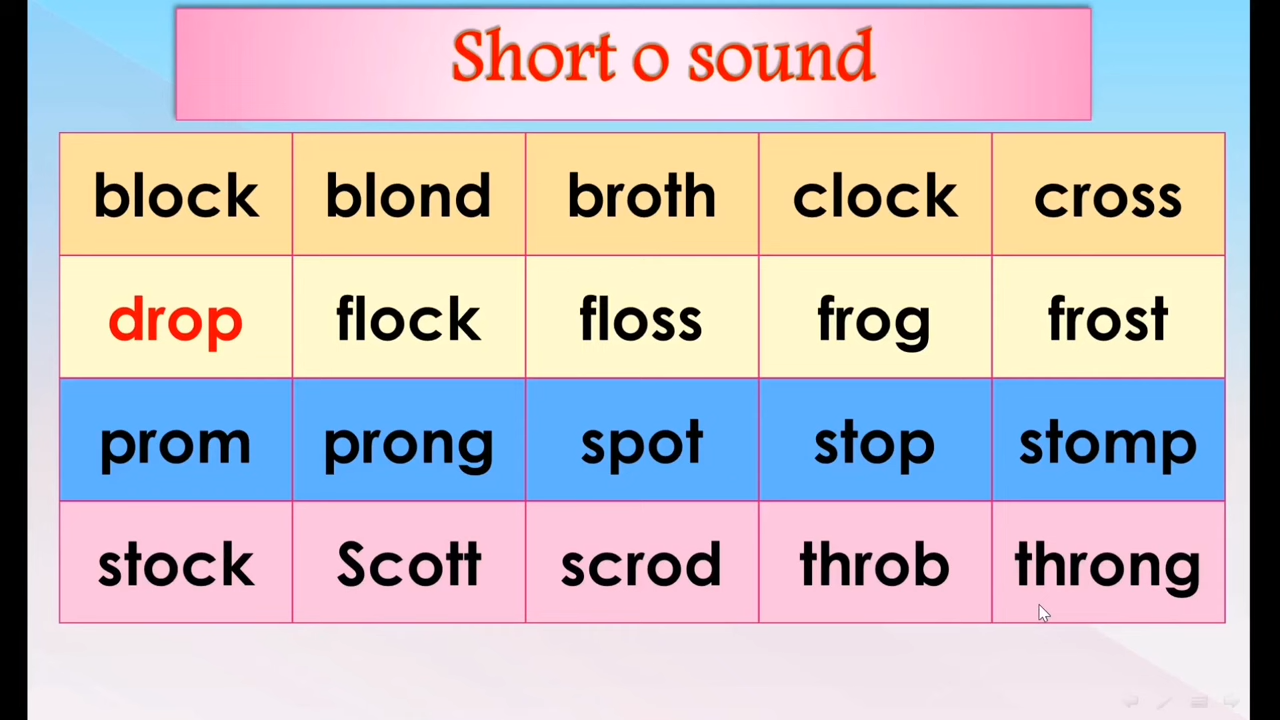 Short o sound
block blond broth clock cross
drop flock floss frog frost
prom prong spot stop stomp
stock Scott scrod throb throng